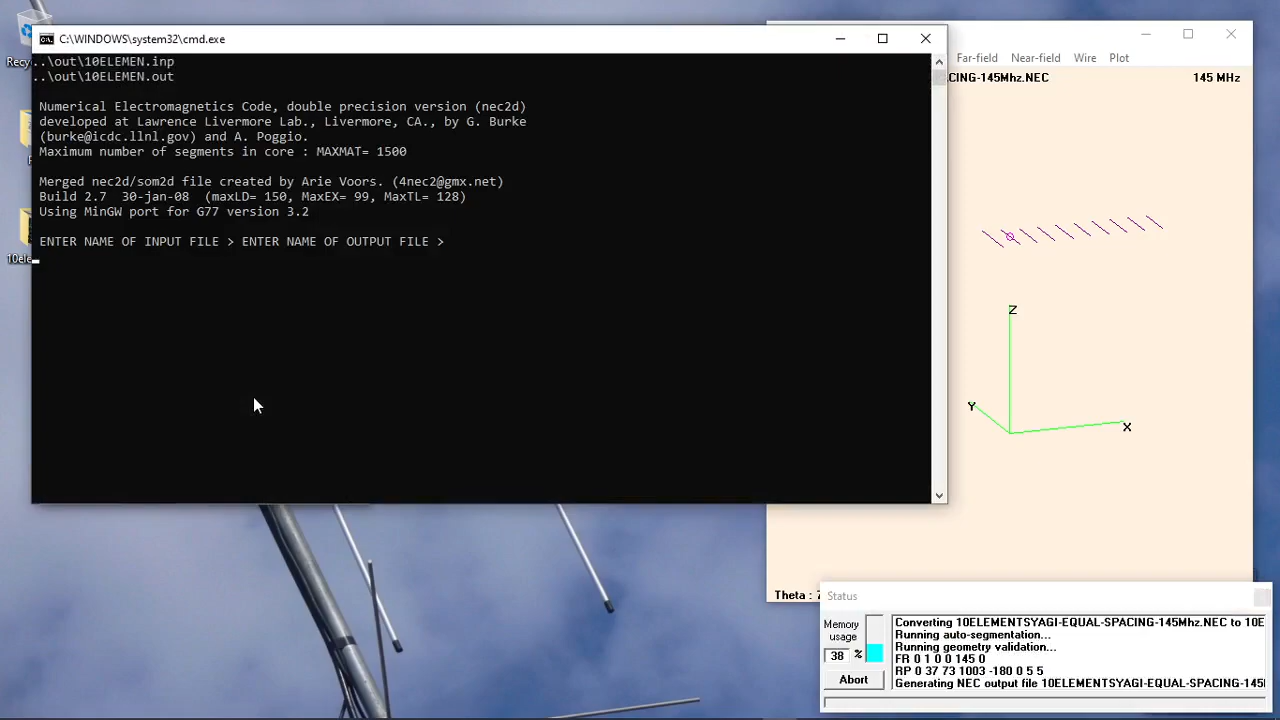 C:\WINDOWS\system32\cmd.exe
..\out\10ELEMEN.inp
..\out\10ELEMEN.out
Numerical Electromagnetics Code, double precision version (nec2d)
developed at Lawrence Livermore Lab., Livermore, CA., by G. Burke
(burke@icdc.llnl.gov) and A. Poggio.
Maximum number of segments in core : MAXMAT= 1500
Merged nec2d/som2d file created by Arie Voors. (4nec2@gmx.net)
Build 2.7 30-jan-08 (maxLD= 150, MaxEX= 99, MaxTL= 128)
Using MinGW port for G77 version 3.2
ENTER NAME OF INPUT FILE > ENTER NAME OF OUTPUT FILE >
Far-field Near-field Wire Plot
CING-145Mhz.NEC 145 MHz
Z
Y
X
Theta :
Recy
10ele
Status
Memory
usage
38 %
Abort
Converting 10ELEMENTSYAGI-EQUAL-SPACING-145Mhz.NEC to 10E
Running auto-segmentation...
Running geometry validation...
FR 0 1 0 0 145 0
RP 0 37 73 1003 -180 0 5 5
Generating NEC output file 10ELEMENTSYAGI-EQUAL-SPACING-145